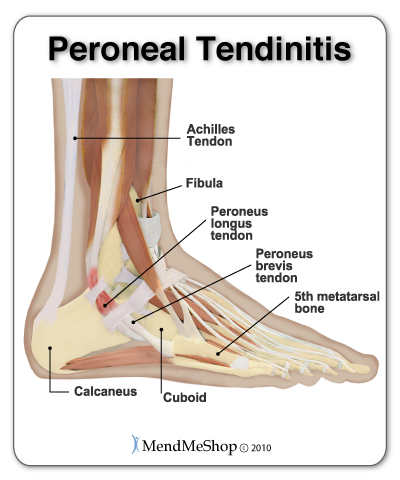 Peroneal Tendinitis
Achilles
Tendon
Fibula
Peroneus
longus
tendon
Peroneus
brevis
tendon
5th metatarsal
bone
Calcaneus
Cuboid
MendMeShop © 2010